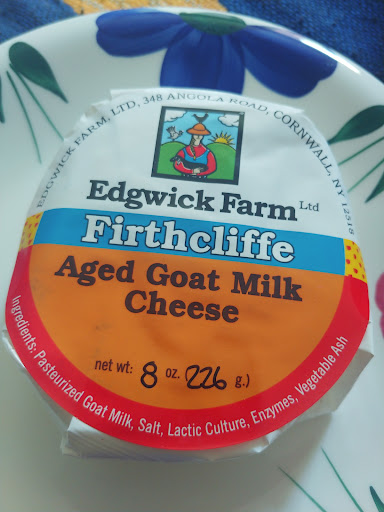 EDGWICK FARM, LTD, 348 ANGOLA ROAD, CORNWALL, NY 12518
Edgwick Farm Ltd
Firthcliffe
Aged Goat Milk
Cheese
net wt: 8 oz. 226 g.)
Ingredients: Pasteurized Goat Milk, Salt, Lactic Culture, Enzymes, Vegetable Ash